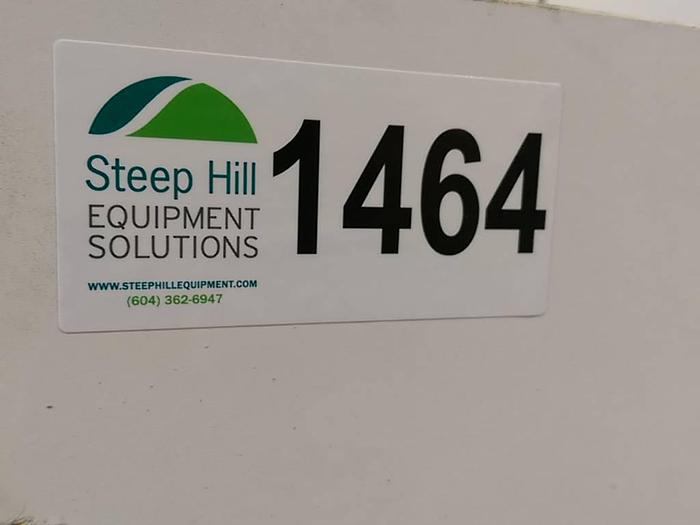 Steep Hill
EQUIPMENT
SOLUTIONS
WWW.STEEPHILLEQUIPMENT.COM
(604) 362-6947
1464